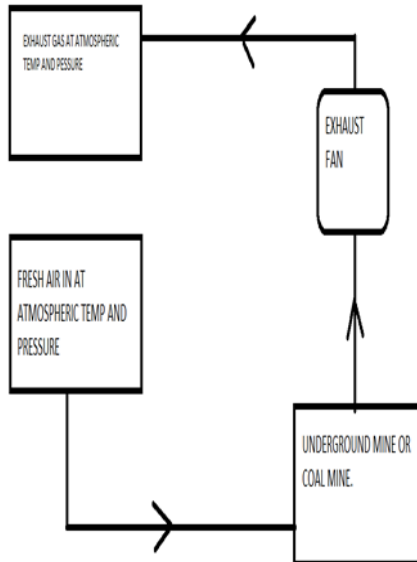 EXHAUST GAS AT ATMOSPHERIC
TEMP AND PESSURE
EXHAUST
FAN
FRESH AIR IN AT
ATMOSPHERIC TEMP AND
PRESSURE
UNDERGROUND MINE OR
COAL MINE.